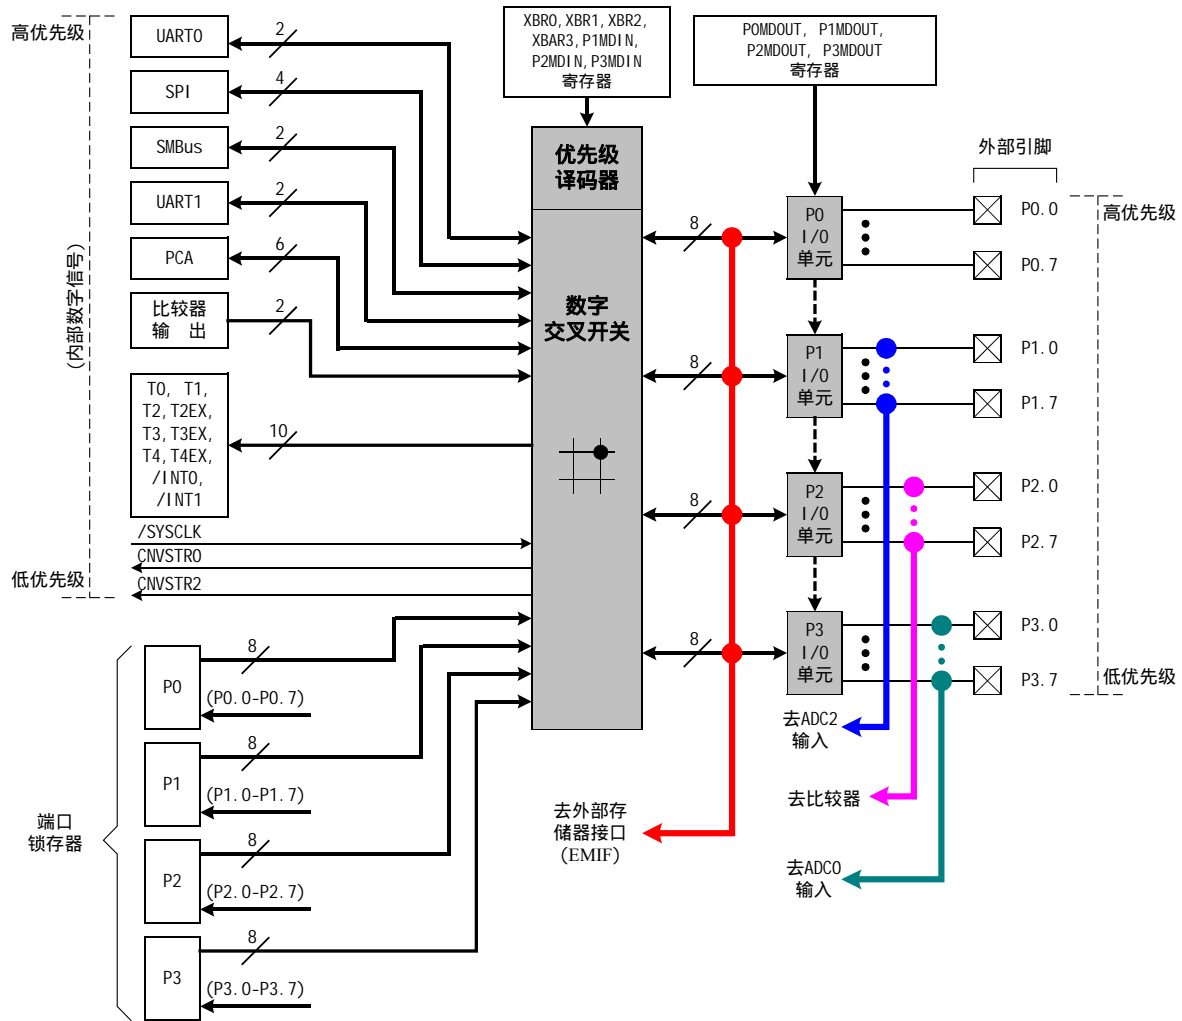 高优先级
UART0
2
SPI
4
SMBus
2
UART1
2
PCA
6
比较器
输 出
2
(内部数字信号)
T0, T1,
T2,T2EX,
T3,T3EX,
T4,T4EX,
/INT0,
/INT1
10
/SYSCLK
CNVSTR0
CNVSTR2
低优先级
XBR0,XBR1,XBR2,
XBAR3,P1MDIN,
P2MDIN,P3MDIN
寄存器
P0MDOUT, P1MDOUT,
P2MDOUT, P3MDOUT
寄存器
优先级
译码器
数字
交叉开关
8
8
8
8
P0
I/O
单元
P1
I/O
单元
P2
I/O
单元
P3
I/O
单元
外部引脚
P0.0
P0.7
P1.0
P1.7
P2.0
P2.7
P3.0
P3.7
高优先级
低优先级
端口
锁存器
P0
8
(P0.0-P0.7)
P1
8
(P1.0-P1.7)
P2
8
(P2.0-P2.7)
P3
8
(P3.0-P3.7)
去外部存
储器接口
(EMIF)
去ADC2
输入
去比较器
去ADC0
输入